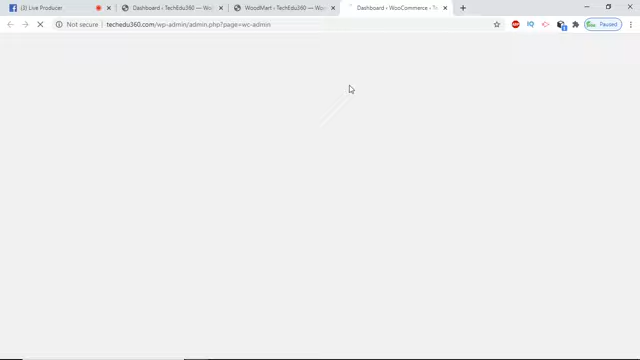 (3) Live Producer
Dashboard ‹ TechEdu360 — Wo
WoodMart ‹ TechEdu360 — Wo
Dashboard ‹ WooCommerce ‹ Te
Not secure | techedu360.com/wp-admin/admin.php?page=wc-admin
Paused